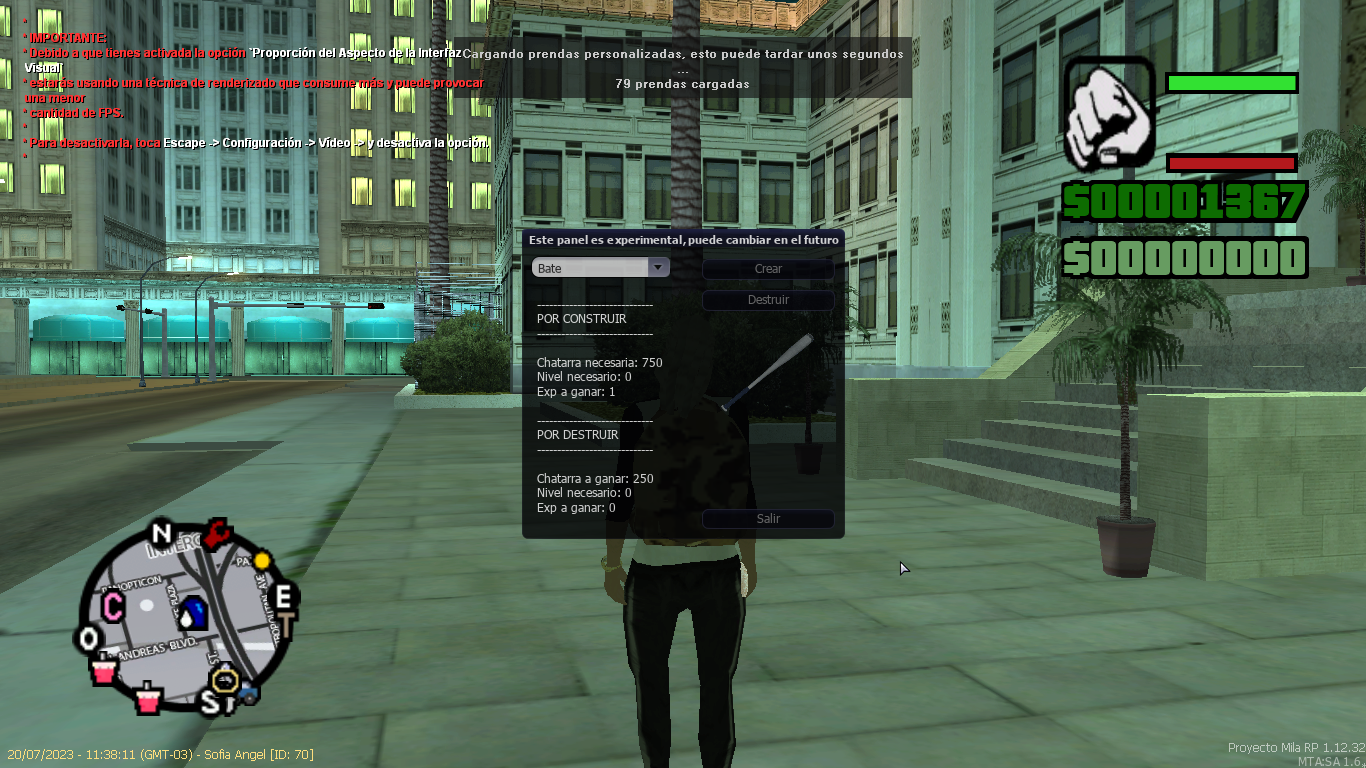 *
* IMPORTANTE:
* Debido a que tienes activada la opción `Proporción del Aspecto de la Interfaz
Visual`
* estarás usando una técnica de renderizado que consume más y puede provocar
una menor
* cantidad de FPS.
*
* Para desactivarla, toca Escape -> Configuración -> Vídeo -> y desactiva la opción.
*
Cargando prendas personalizadas, esto puede tardar unos segundos
...
79 prendas cargadas
$00001367
$00000000
Este panel es experimental, puede cambiar en el futuro
Bate
Crear
Destruir
-----------------------------
POR CONSTRUIR
-----------------------------
Chatarra necesaria: 750
Nivel necesario: 0
Exp a ganar: 1
-----------------------------
POR DESTRUIR
-----------------------------
Chatarra a ganar: 250
Nivel necesario: 0
Exp a ganar: 0
Salir
N
PA
C
E
T
O
ANDREAS BLVD.
ST.
S
20/07/2023 - 11:38:11 (GMT-03) - Sofia Angel [ID: 70]
Proyecto Mila RP 1.12.32
MTA:SA 1.6